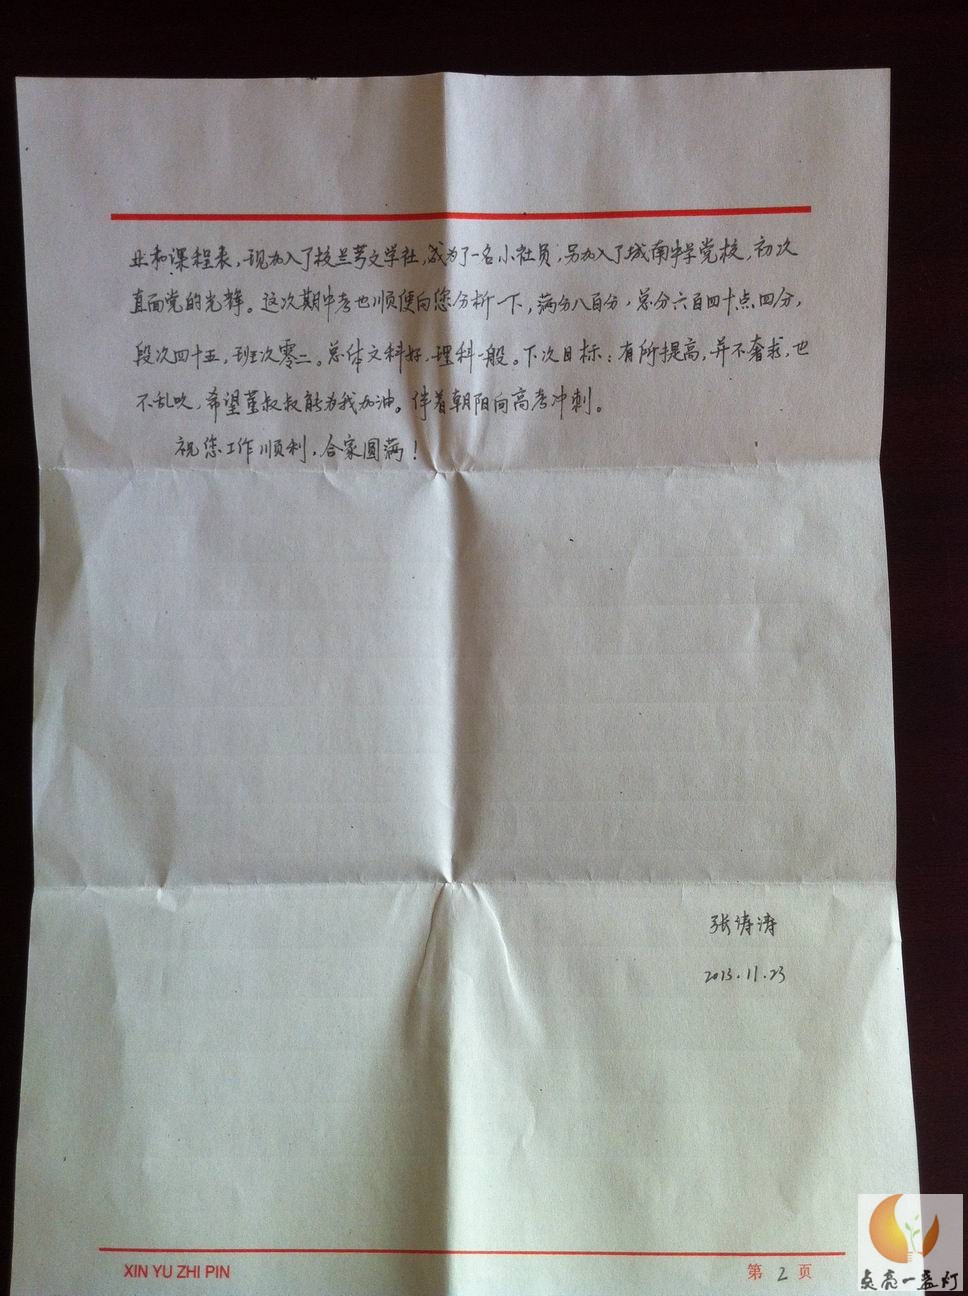 业和课程表，现加入了校兰芎文学社，成为了一名小社员，另加入了城南中学党校，初次
直面党的光辉。这次期中考也顺便向您分析一下，满分八百分，总分六百四十点四分，
段次四十五，班次零二。总体文科好，理科一般。下次目标：有所提高，并不奢求，也
不乱吹，希望董叔叔能为我加油。伴着朝阳向高考冲刺。
祝您工作顺利，合家圆满！
张涛涛
2013.11.23
XIN YU ZHI PIN
第 2 页
点亮一盏灯